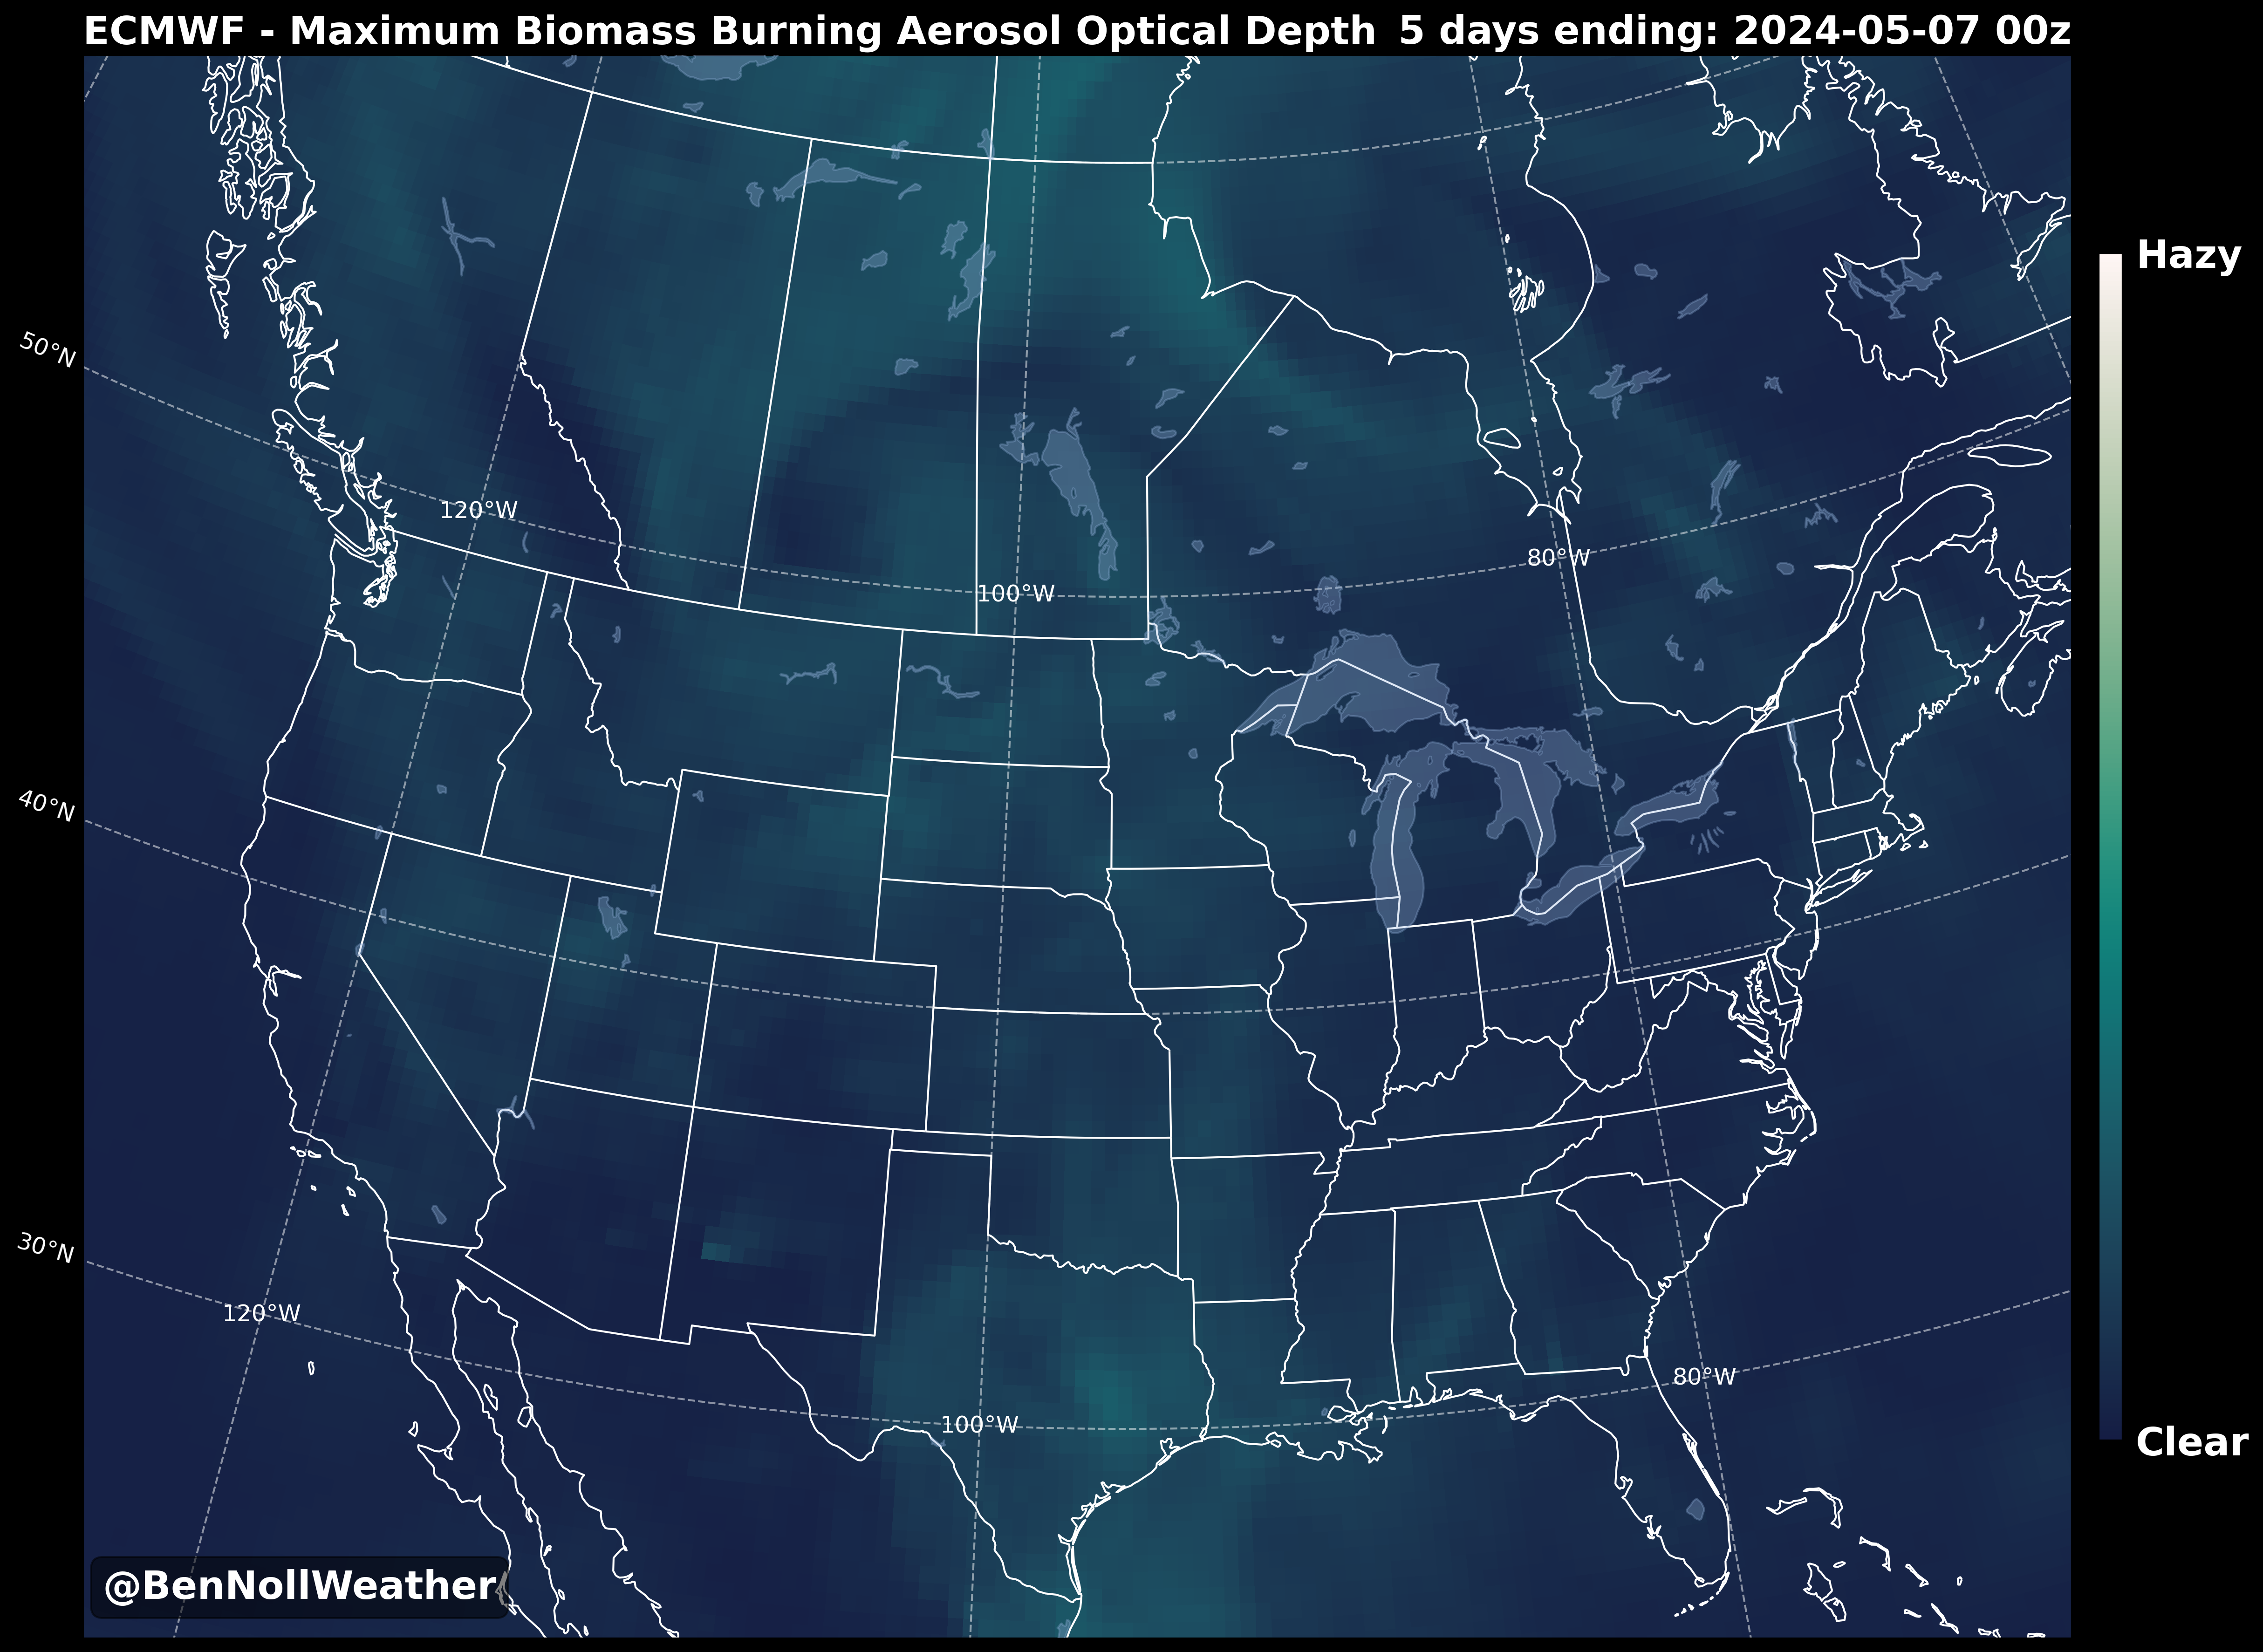 ECMWF - Maximum Biomass Burning Aerosol Optical Depth 5 days ending: 2024-05-07 00z
Hazy
50°N
120°W
80°W
100°W
40°N
30°N
120°W
80°W
100°W
Clear
@BenNollWeather